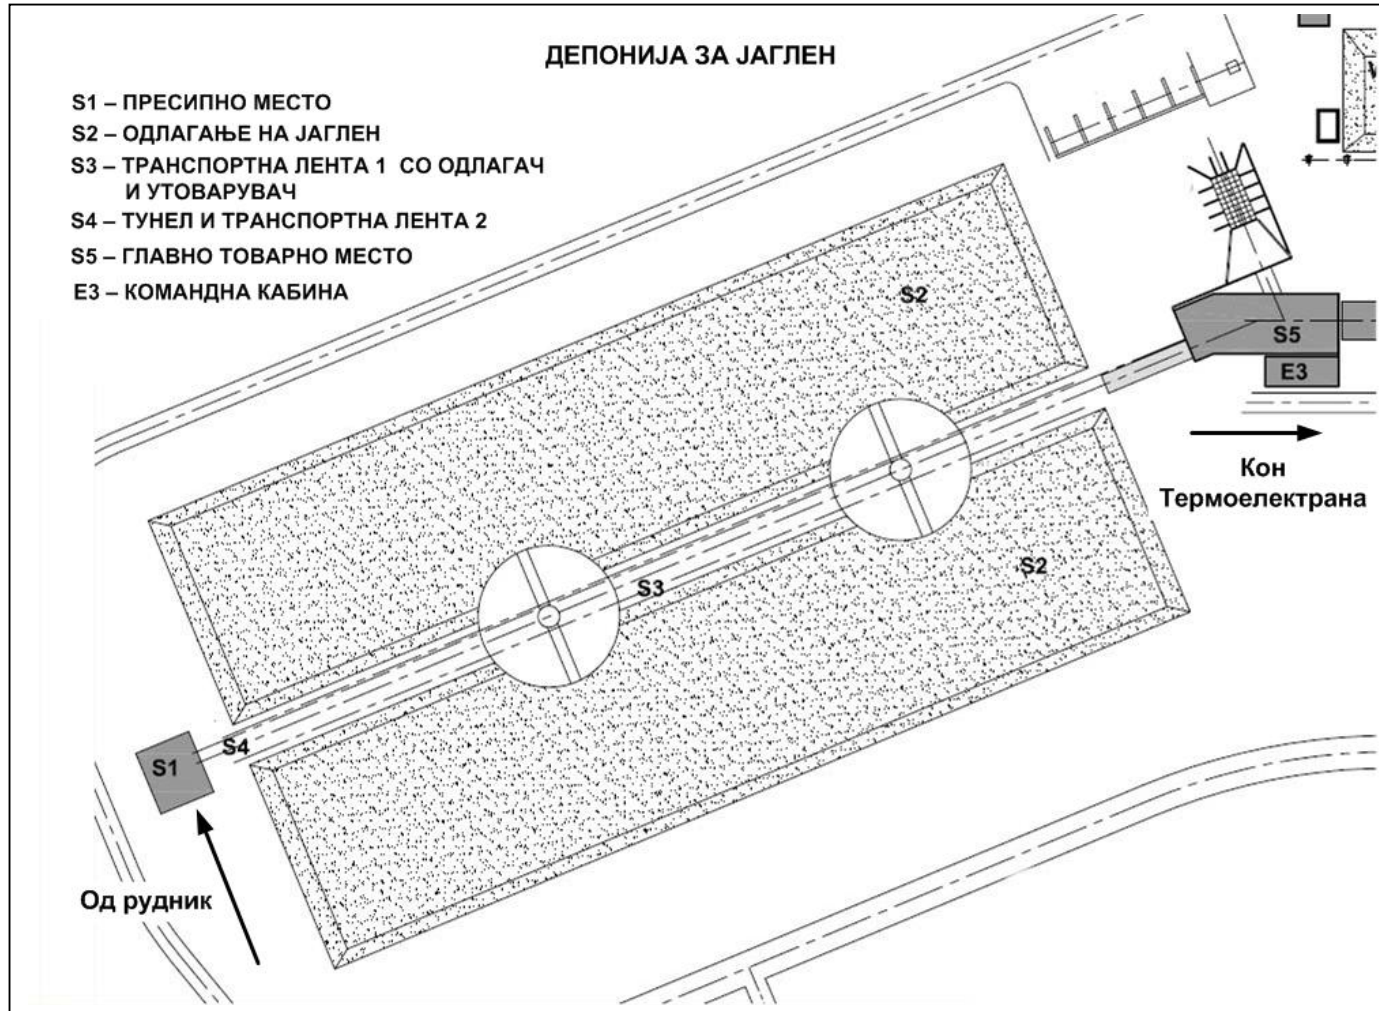 ДЕПОНИЈА ЗА ЈАГЛЕН
S1 – ПРЕСИПНО МЕСТО
S2 – ОДЛАГАЊЕ НА ЈАГЛЕН
S3 – ТРАНСПОРТНА ЛЕНТА 1 СО ОДЛАГАЧ
И УТОВАРУВАЧ
S4 – ТУНЕЛ И ТРАНСПОРТНА ЛЕНТА 2
S5 – ГЛАВНО ТОВАРНО МЕСТО
E3 – КОМАНДНА КАБИНА
S2
S5
E3
Кон
Термоелектрана
S2
S3
S4
S1
Од рудник